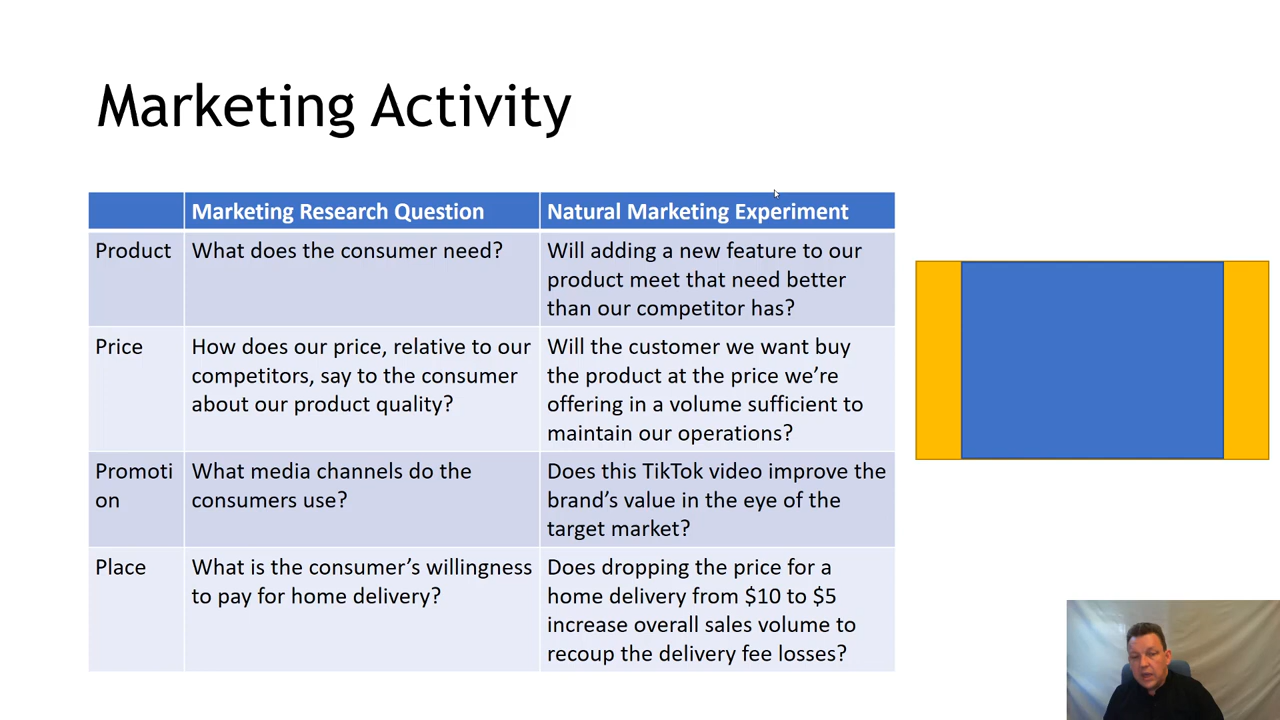 Marketing Activity
Marketing Research Question
Natural Marketing Experiment
Product
What does the consumer need?
Will adding a new feature to our
product meet that need better
than our competitor has?
Price
How does our price, relative to our
competitors, say to the consumer
about our product quality?
Will the customer we want buy
the product at the price we’re
offering in a volume sufficient to
maintain our operations?
Promoti
on
What media channels do the
consumers use?
Does this TikTok video improve the
brand’s value in the eye of the
target market?
Place
What is the consumer’s willingness
to pay for home delivery?
Does dropping the price for a
home delivery from $10 to $5
increase overall sales volume to
recoup the delivery fee losses?